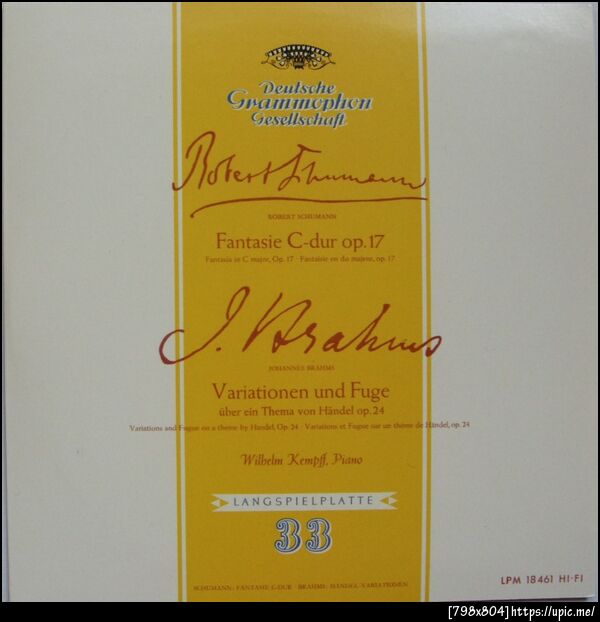 Deutsche
Grammophon
Gesellschaft
Robert Schumann
ROBERT SCHUMANN
Fantasie C-dur op. 17
Fantasia in C major, Op. 17 · Fantaisie en do majeur, op. 17
J. Brahms
JOHANNES BRAHMS
Variationen und Fuge
über ein Thema von Händel op. 24
Variations and Fugue on a theme by Handel, Op. 24 · Variations et Fugue sur un thème de Händel, op. 24
Wilhelm Kempff, Piano
LANGSPIELPLATTE
33
LPM 18461 HI-FI
SCHUMANN: FANTASIE C-DUR · BRAHMS: HÄNDEL-VARIATIONEN
[798x804]https://upic.me/